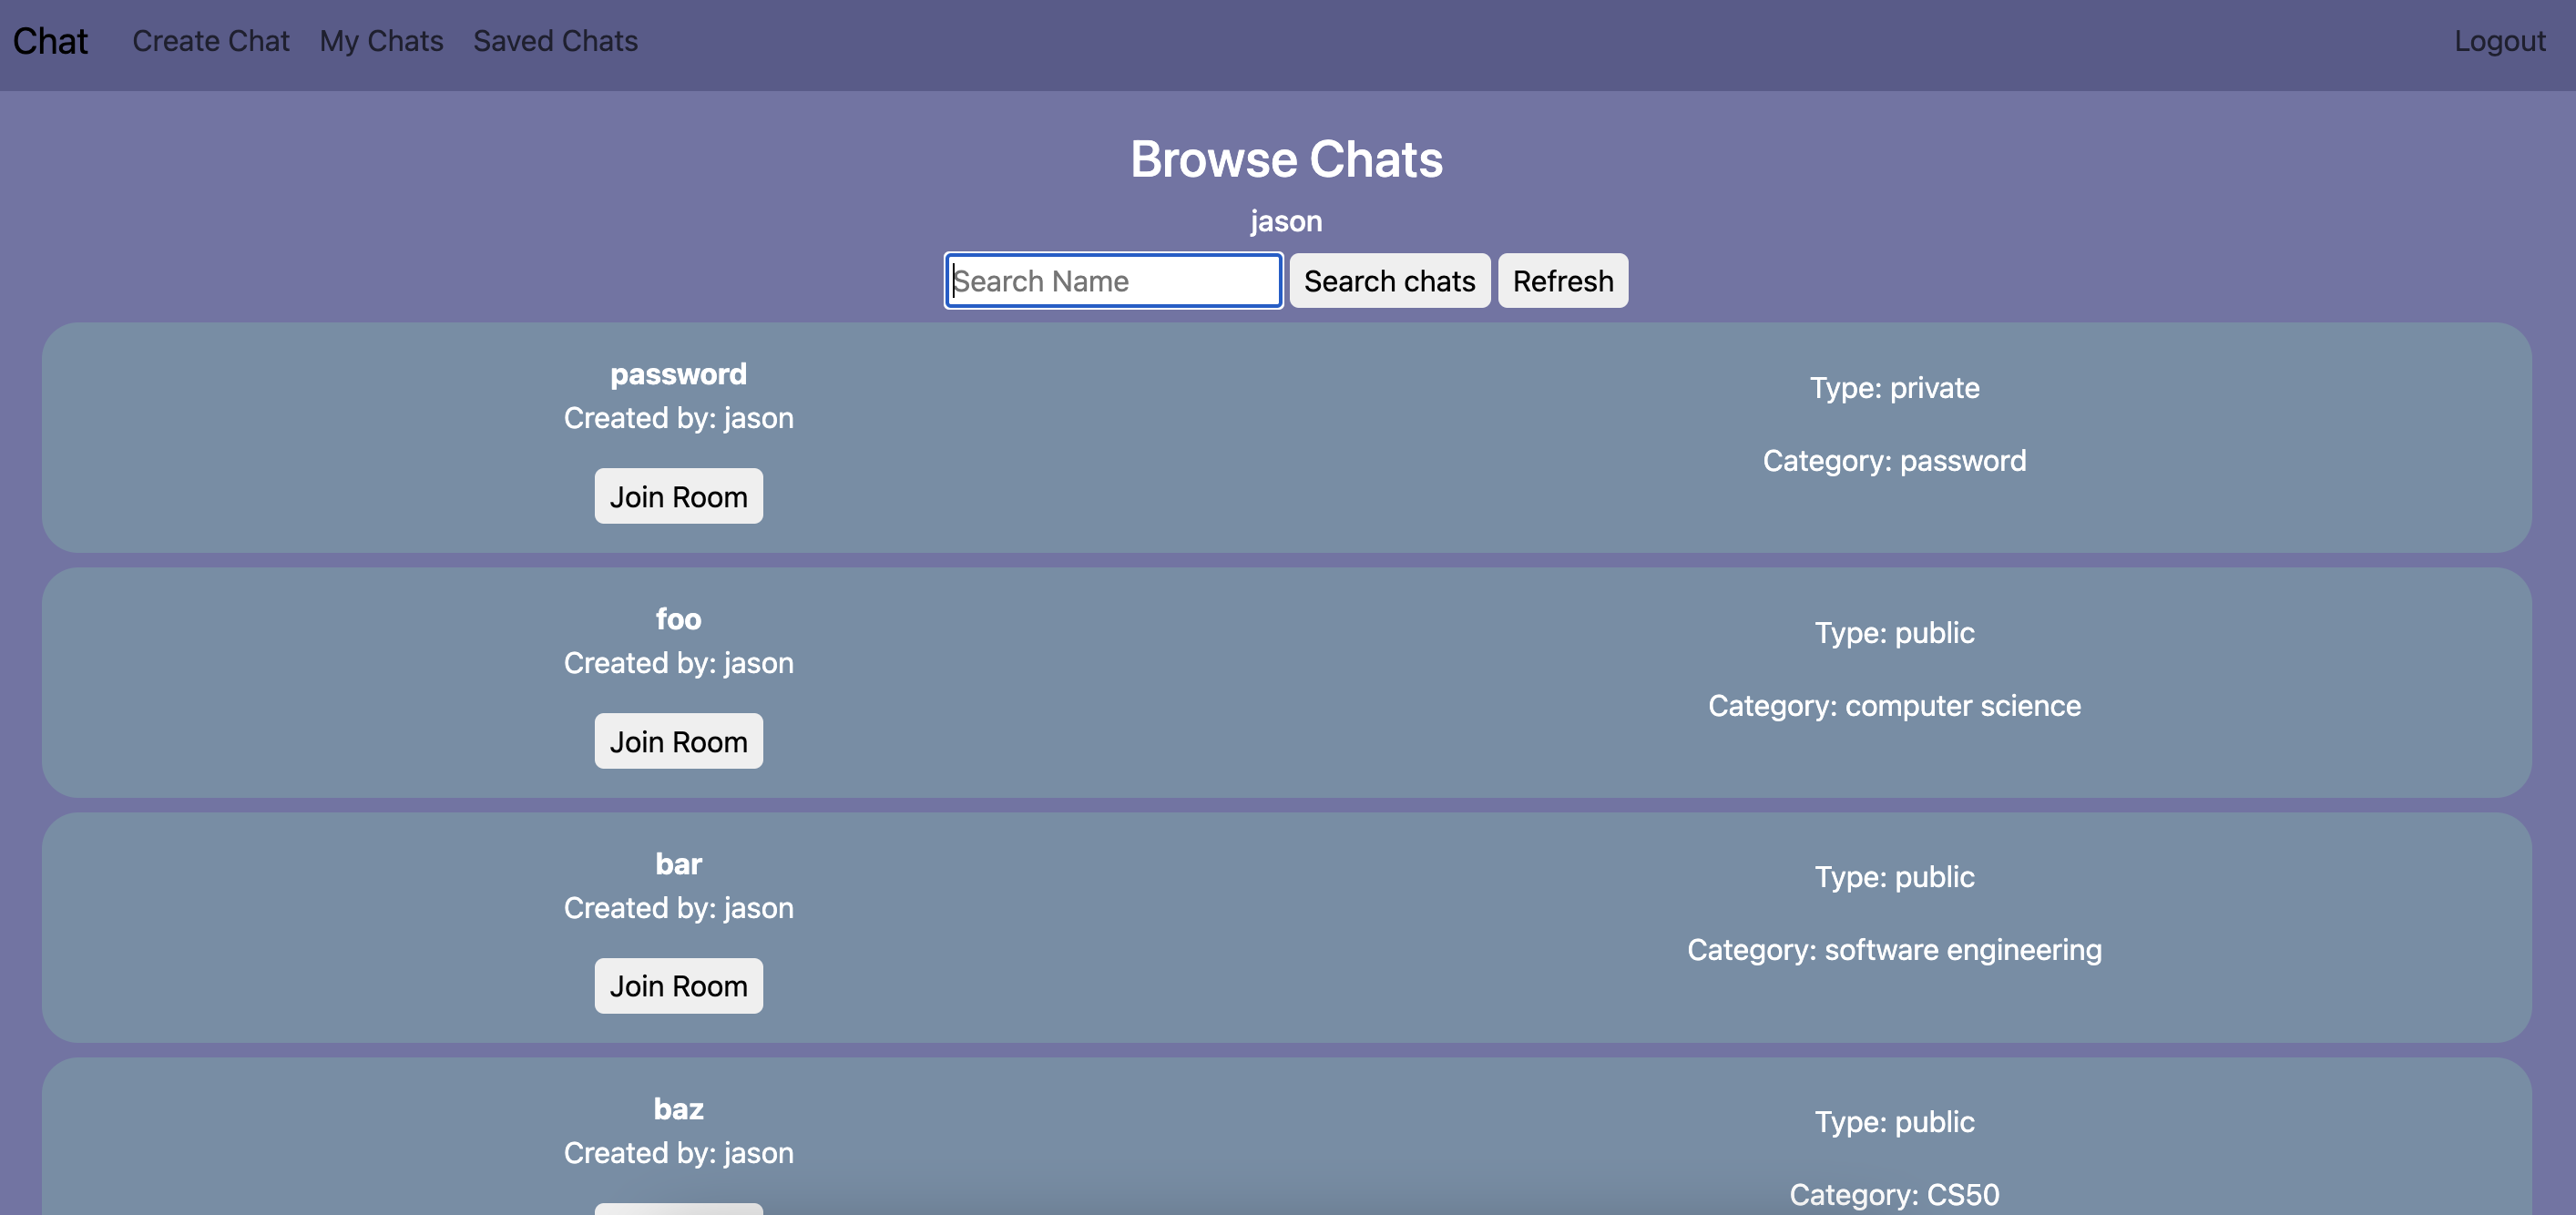 Chat Create Chat My Chats Saved Chats Logout
Browse Chats
jason
Search Name Search chats Refresh
password
Created by: jason
Join Room
Type: private
Category: password
foo
Created by: jason
Join Room
Type: public
Category: computer science
bar
Created by: jason
Join Room
Type: public
Category: software engineering
baz
Created by: jason
Type: public
Category: CS50